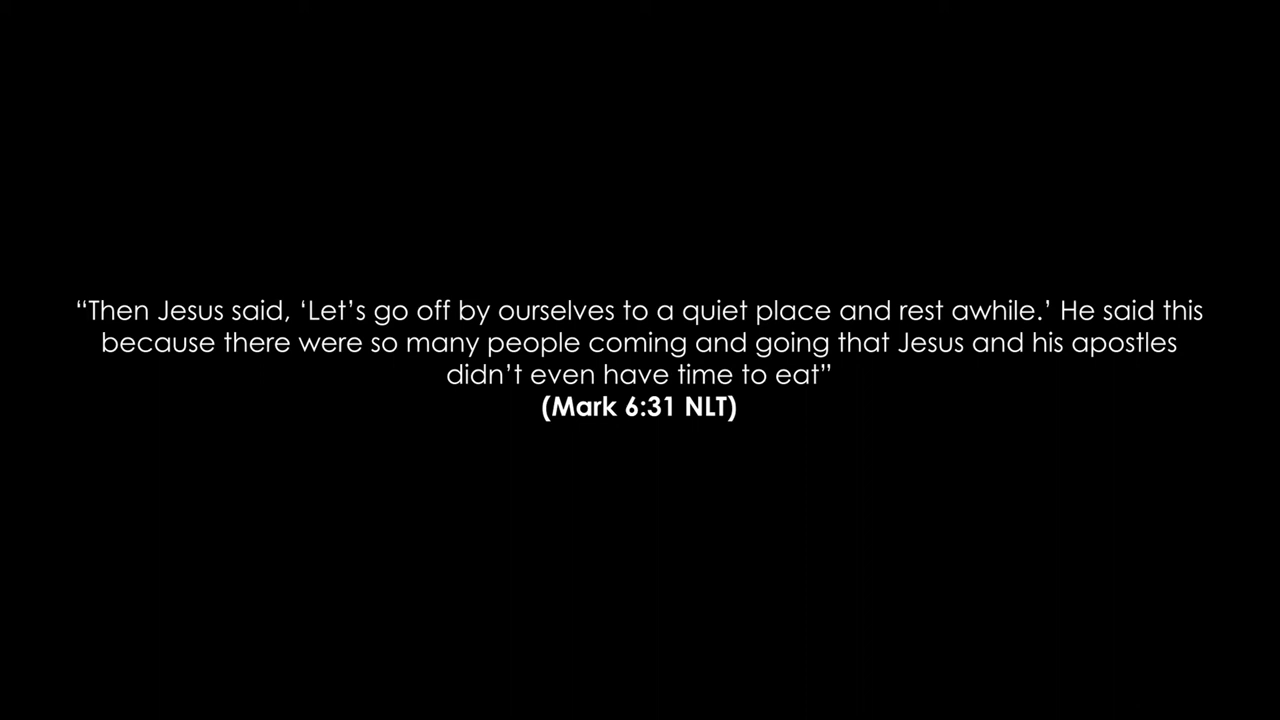 “Then Jesus said, ‘Let’s go off by ourselves to a quiet place and rest awhile.’ He said this
because there were so many people coming and going that Jesus and his apostles
didn’t even have time to eat”
(Mark 6:31 NLT)